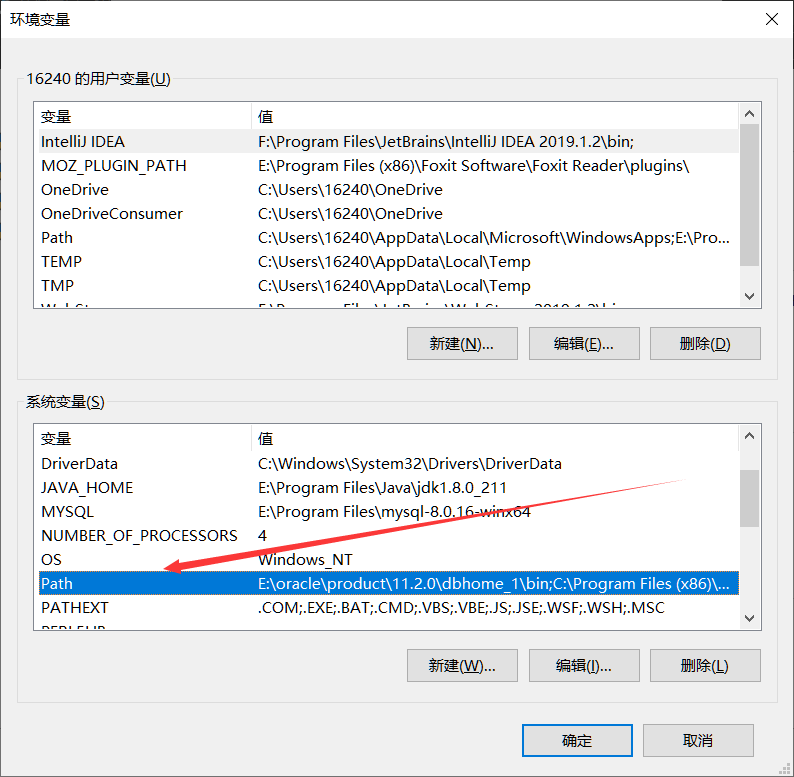 环境变量
16240 的用户变量(U)
变量 值
IntelliJ IDEA F:\Program Files\JetBrains\IntelliJ IDEA 2019.1.2\bin;
MOZ_PLUGIN_PATH E:\Program Files (x86)\Foxit Software\Foxit Reader\plugins\
OneDrive C:\Users\16240\OneDrive
OneDriveConsumer C:\Users\16240\OneDrive
Path C:\Users\16240\AppData\Local\Microsoft\WindowsApps;E:\Pro...
TEMP C:\Users\16240\AppData\Local\Temp
TMP C:\Users\16240\AppData\Local\Temp
新建(N)... 编辑(E)... 删除(D)
系统变量(S)
变量 值
DriverData C:\Windows\System32\Drivers\DriverData
JAVA_HOME E:\Program Files\Java\jdk1.8.0_211
MYSQL E:\Program Files\mysql-8.0.16-winx64
NUMBER_OF_PROCESSORS 4
OS Windows_NT
Path E:\oracle\product\11.2.0\dbhome_1\bin;C:\Program Files (x86)\...
PATHEXT .COM;.EXE;.BAT;.CMD;.VBS;.VBE;.JS;.JSE;.WSF;.WSH;.MSC
新建(W)... 编辑(I)... 删除(L)
确定 取消